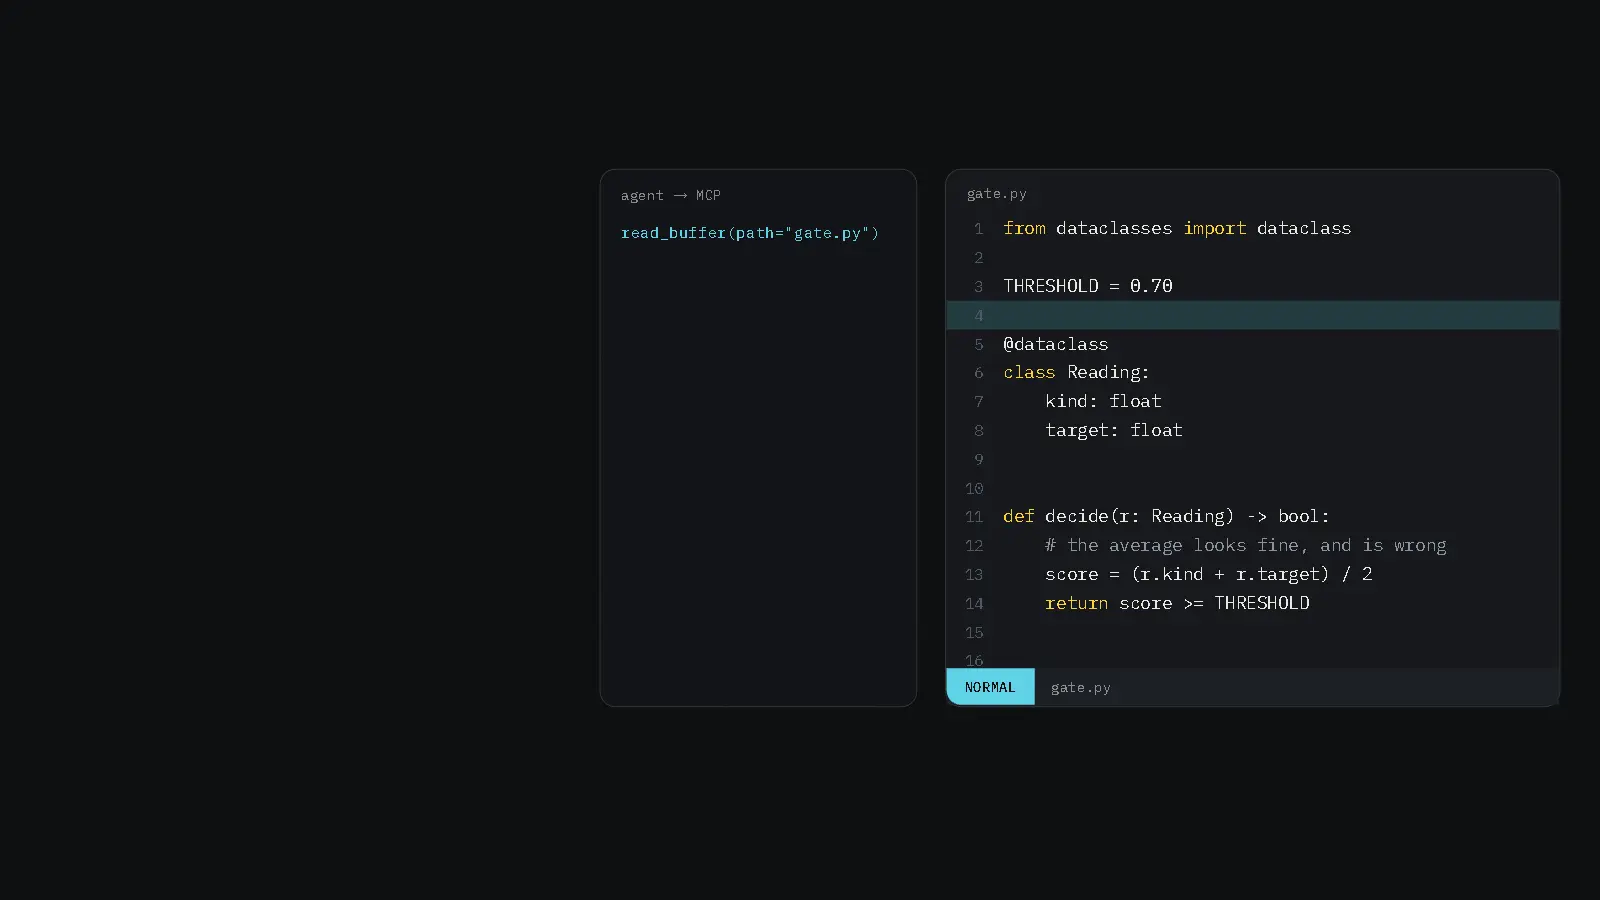 agent → MCP
read_buffer(path="gate.py")
gate.py
1 from dataclasses import dataclass
2
3 THRESHOLD = 0.70
4
5 @dataclass
6 class Reading:
7     kind: float
8     target: float
9
10
11 def decide(r: Reading) -> bool:
12     # the average looks fine, and is wrong
13     score = (r.kind + r.target) / 2
14     return score >= THRESHOLD
15
16
NORMAL gate.py